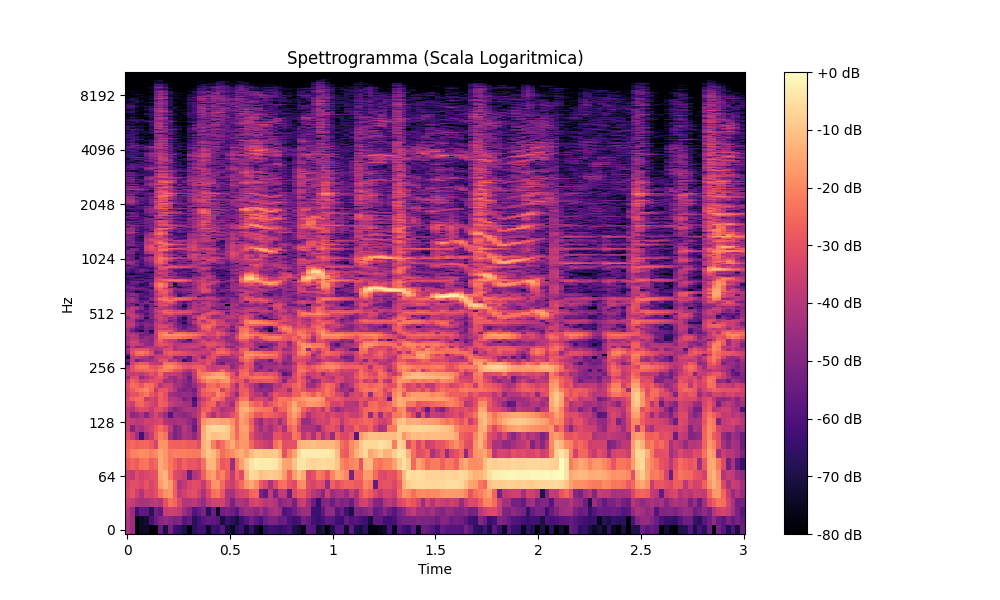 Spettrogramma (Scala Logaritmica)
Hz
8192
4096
2048
1024
512
256
128
64
0
0 0.5 1 1.5 2 2.5 3
Time
+0 dB
-10 dB
-20 dB
-30 dB
-40 dB
-50 dB
-60 dB
-70 dB
-80 dB